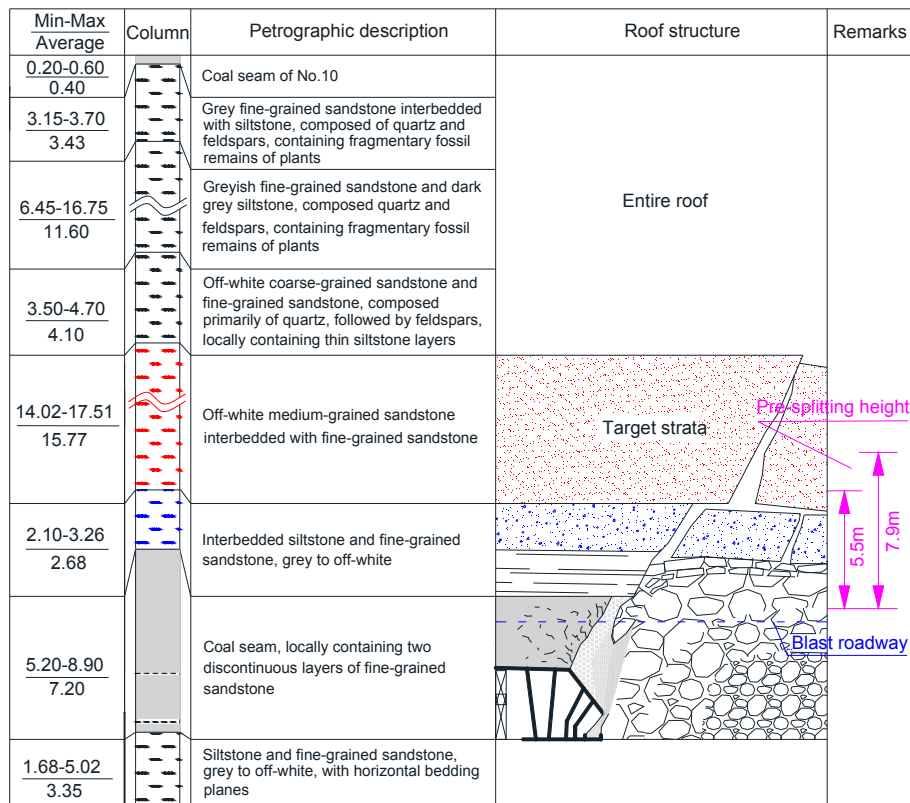 Min-Max
Average
Column
Petrographic description
Roof structure
Remarks
0.20-0.60
0.40
Coal seam of No.10
3.15-3.70
3.43
Grey fine-grained sandstone interbedded
with siltstone, composed of quartz and
feldspars, containing fragmentary fossil
remains of plants
6.45-16.75
11.60
Greyish fine-grained sandstone and dark
grey siltstone, composed quartz and
feldspars, containing fragmentary fossil
remains of plants
Entire roof
3.50-4.70
4.10
Off-white coarse-grained sandstone and
fine-grained sandstone, composed
primarily of quartz, followed by feldspars,
locally containing thin siltstone layers
14.02-17.51
15.77
Off-white medium-grained sandstone
interbedded with fine-grained sandstone
Target strata
Pre-splitting height
2.10-3.26
2.68
Interbedded siltstone and fine-grained
sandstone, grey to off-white
5.5m
7.9m
5.20-8.90
7.20
Coal seam, locally containing two
discontinuous layers of fine-grained
sandstone
Blast roadway
1.68-5.02
3.35
Siltstone and fine-grained sandstone,
grey to off-white, with horizontal bedding
planes